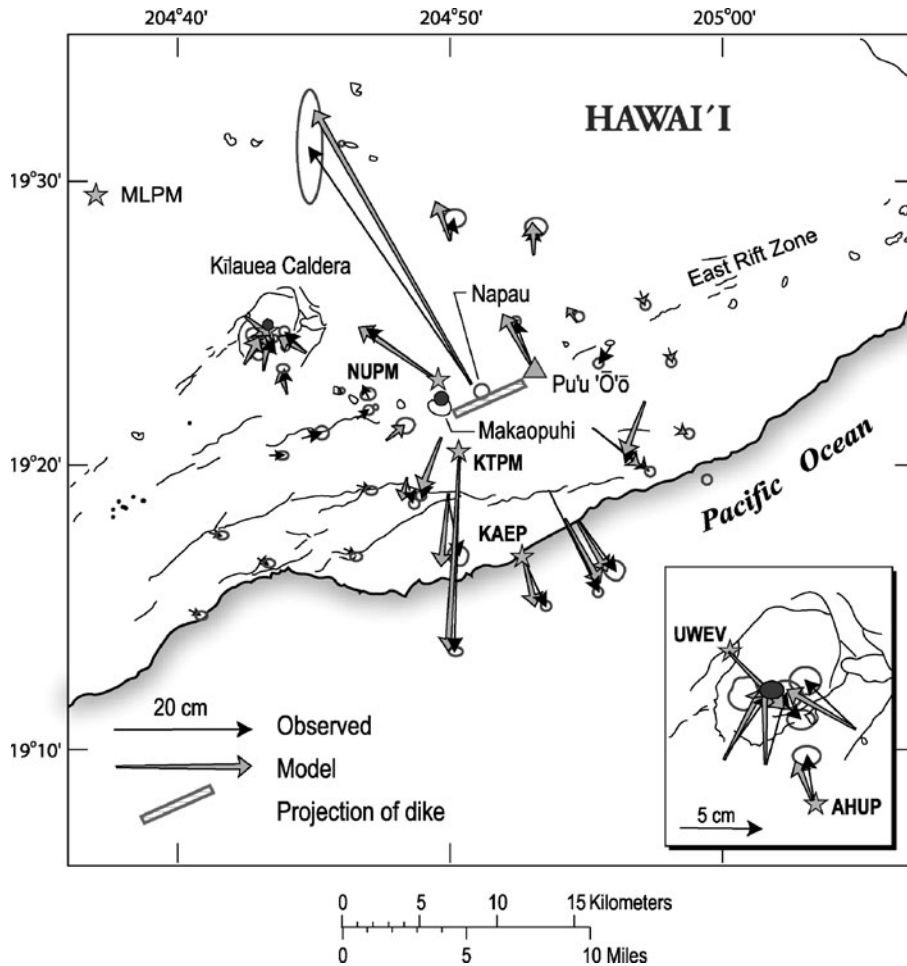 204°40' 204°50' 205°00'
HAWAI´I
19°30'
MLPM
East Rift Zone
Kīlauea Caldera
Napau
NUPM
Pu'u 'Ō'ō
Makaopuhi
19°20'
KTPM
Pacific Ocean
KAEP
UWEV
20 cm
Observed
19°10'
Model
Projection of dike
AHUP
5 cm
0 5 10 15 Kilometers
0 5 10 Miles